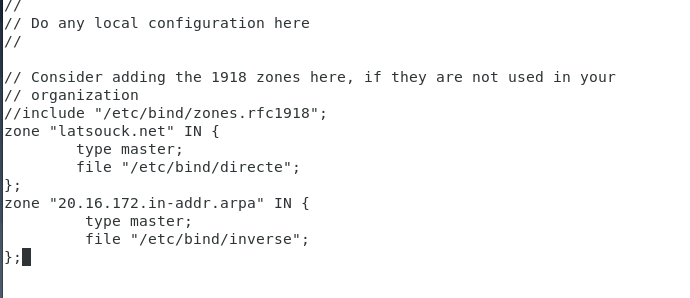 //
// Do any local configuration here
//
// Consider adding the 1918 zones here, if they are not used in your
// organization
//include "/etc/bind/zones.rfc1918";
zone "latsouck.net" IN {
type master;
file "/etc/bind/directe";
};
zone "20.16.172.in-addr.arpa" IN {
type master;
file "/etc/bind/inverse";
};